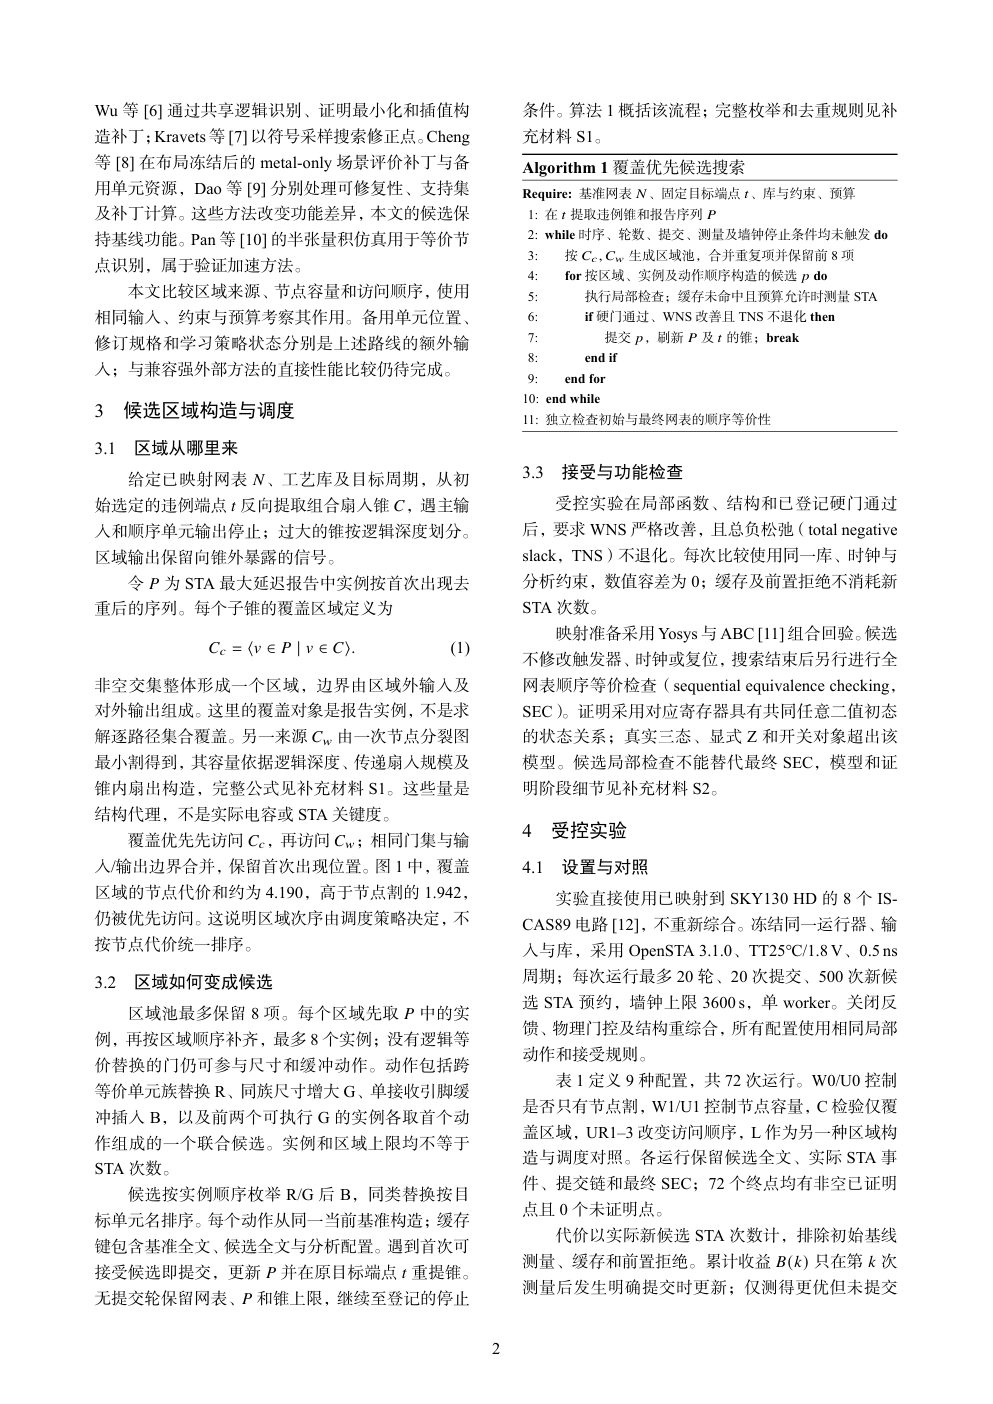 Wu 等 [6] 通过共享逻辑识别、证明最小化和插值构
造补丁；Kravets 等 [7] 以符号采样搜索修正点。Cheng
等 [8] 在布局冻结后的 metal-only 场景评价补丁与备
用单元资源，Dao 等 [9] 分别处理可修复性、支持集
及补丁计算。这些方法改变功能差异，本文的候选保
持基线功能。Pan 等 [10] 的半张量积仿真用于等价节
点识别，属于验证加速方法。
本文比较区域来源、节点容量和访问顺序，使用
相同输入、约束与预算考察其作用。备用单元位置、
修订规格和学习策略状态分别是上述路线的额外输
入；与兼容强外部方法的直接性能比较仍待完成。
3 候选区域构造与调度
3.1 区域从哪里来
给定已映射网表 N、工艺库及目标周期，从初
始选定的违例端点 t 反向提取组合扇入锥 C，遇主输
入和顺序单元输出停止；过大的锥按逻辑深度划分。
区域输出保留向锥外暴露的信号。
令 P 为 STA 最大延迟报告中实例按首次出现去
重后的序列。每个子锥的覆盖区域定义为
C_c = ⟨v ∈ P | v ∈ C⟩. (1)
非空交集整体形成一个区域，边界由区域外输入及
对外输出组成。这里的覆盖对象是报告实例，不是求
解逐路径集合覆盖。另一来源 C_w 由一次节点分裂图
最小割得到，其容量依据逻辑深度、传递扇入规模及
锥内扇出构造，完整公式见补充材料 S1。这些量是
结构代理，不是实际电容或 STA 关键度。
覆盖优先先访问 C_c，再访问 C_w；相同门集与输
入/输出边界合并，保留首次出现位置。图 1 中，覆盖
区域的节点代价和约为 4.190，高于节点割的 1.942，
仍被优先访问。这说明区域次序由调度策略决定，不
按节点代价统一排序。
3.2 区域如何变成候选
区域池最多保留 8 项。每个区域先取 P 中的实
例，再按区域顺序补齐，最多 8 个实例；没有逻辑等
价替换的门仍可参与尺寸和缓冲动作。动作包括跨
等价单元族替换 R、同族尺寸增大 G、单接收引脚缓
冲插入 B，以及前两个可执行 G 的实例各取首个动
作组成的一个联合候选。实例和区域上限均不等于
STA 次数。
候选按实例顺序枚举 R/G 后 B，同类替换按目
标单元名排序。每个动作从同一当前基准构造；缓存
键包含基准全文、候选全文与分析配置。遇到首次可
接受候选即提交，更新 P 并在原目标端点 t 重提锥。
无提交轮保留网表、P 和锥上限，继续至登记的停止
条件。算法 1 概括该流程；完整枚举和去重规则见补
充材料 S1。
Algorithm 1 覆盖优先候选搜索
Require: 基准网表 N、固定目标端点 t、库与约束、预算
1: 在 t 提取违例锥和报告序列 P
2: while 时序、轮数、提交、测量及墙钟停止条件均未触发 do
3: 按 C_c, C_w 生成区域池，合并重复项并保留前 8 项
4: for 按区域、实例及动作顺序构造的候选 p do
5: 执行局部检查；缓存未命中且预算允许时测量 STA
6: if 硬门通过、WNS 改善且 TNS 不退化 then
7: 提交 p，刷新 P 及 t 的锥；break
8: end if
9: end for
10: end while
11: 独立检查初始与最终网表的顺序等价性
3.3 接受与功能检查
受控实验在局部函数、结构和已登记硬门通过
后，要求 WNS 严格改善，且总负松弛（total negative
slack，TNS）不退化。每次比较使用同一库、时钟与
分析约束，数值容差为 0；缓存及前置拒绝不消耗新
STA 次数。
映射准备采用 Yosys 与 ABC [11] 组合回验。候选
不修改触发器、时钟或复位，搜索结束后另行进行全
网表顺序等价检查（sequential equivalence checking，
SEC）。证明采用对应寄存器具有共同任意二值初态
的状态关系；真实三态、显式 Z 和开关对象超出该
模型。候选局部检查不能替代最终 SEC，模型和证
明阶段细节见补充材料 S2。
4 受控实验
4.1 设置与对照
实验直接使用已映射到 SKY130 HD 的 8 个 IS-
CAS89 电路 [12]，不重新综合。冻结同一运行器、输
入与库，采用 OpenSTA 3.1.0、TT25℃/1.8 V、0.5 ns
周期；每次运行最多 20 轮、20 次提交、500 次新候
选 STA 预约，墙钟上限 3600 s，单 worker。关闭反
馈、物理门控及结构重综合，所有配置使用相同局部
动作和接受规则。
表 1 定义 9 种配置，共 72 次运行。W0/U0 控制
是否只有节点割，W1/U1 控制节点容量，C 检验仅覆
盖区域，UR1–3 改变访问顺序，L 作为另一种区域构
造与调度对照。各运行保留候选全文、实际 STA 事
件、提交链和最终 SEC；72 个终点均有非空已证明
点且 0 个未证明点。
代价以实际新候选 STA 次数计，排除初始基线
测量、缓存和前置拒绝。累计收益 B(k) 只在第 k 次
测量后发生明确提交时更新；仅测得更优但未提交
2